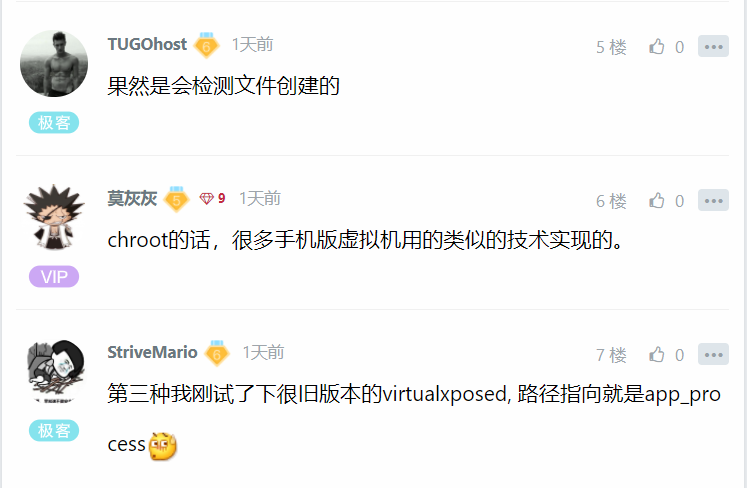 TUGOhost 6 1天前 5 楼 0
果然是会检测文件创建的
极客
莫灰灰 5 9 1天前 6 楼 0
chroot的话，很多手机版虚拟机用的类似的技术实现的。
VIP
StriveMario 6 1天前 7 楼 0
第三种我刚试了下很旧版本的virtualxposed, 路径指向就是app_pro
cess
极客